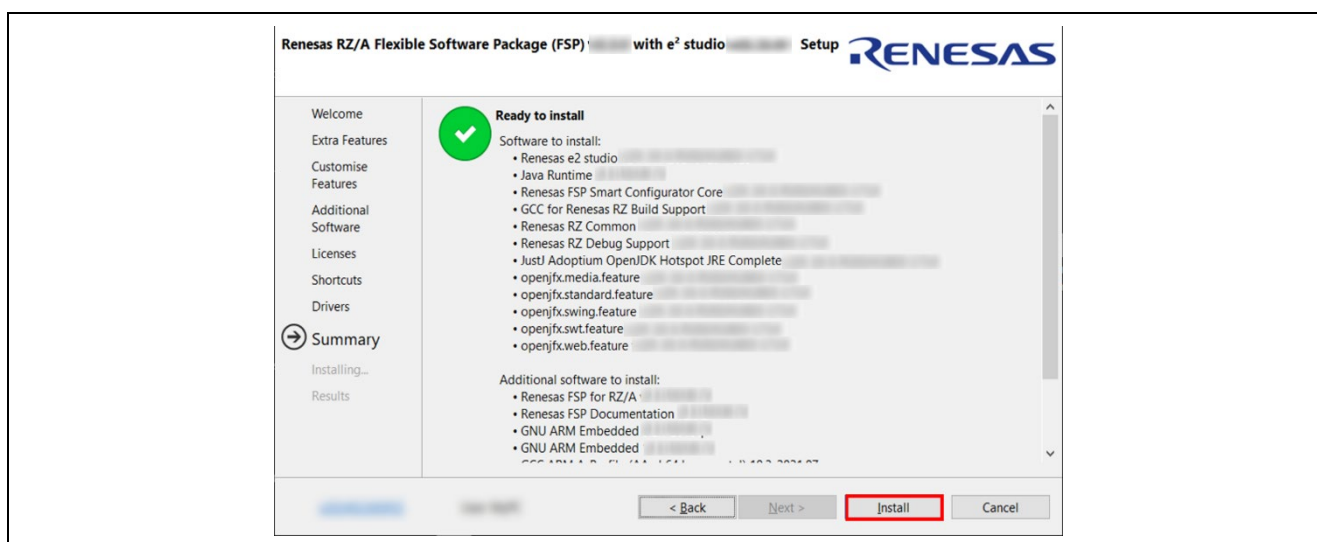 Renesas RZ/A Flexible Software Package (FSP) with e² studio Setup
RENESAS
Welcome
Extra Features
Customise
Features
Additional
Software
Licenses
Shortcuts
Drivers
Summary
Installing...
Results
Ready to install
Software to install:
• Renesas e2 studio
• Java Runtime
• Renesas FSP Smart Configurator Core
• GCC for Renesas RZ Build Support
• Renesas RZ Common
• Renesas RZ Debug Support
• JustJ Adoptium OpenJDK Hotspot JRE Complete
• openjfx.media.feature
• openjfx.standard.feature
• openjfx.swing.feature
• openjfx.swt.feature
• openjfx.web.feature
Additional software to install:
• Renesas FSP for RZ/A
• Renesas FSP Documentation
• GNU ARM Embedded
• GNU ARM Embedded
< Back
Next >
Install
Cancel